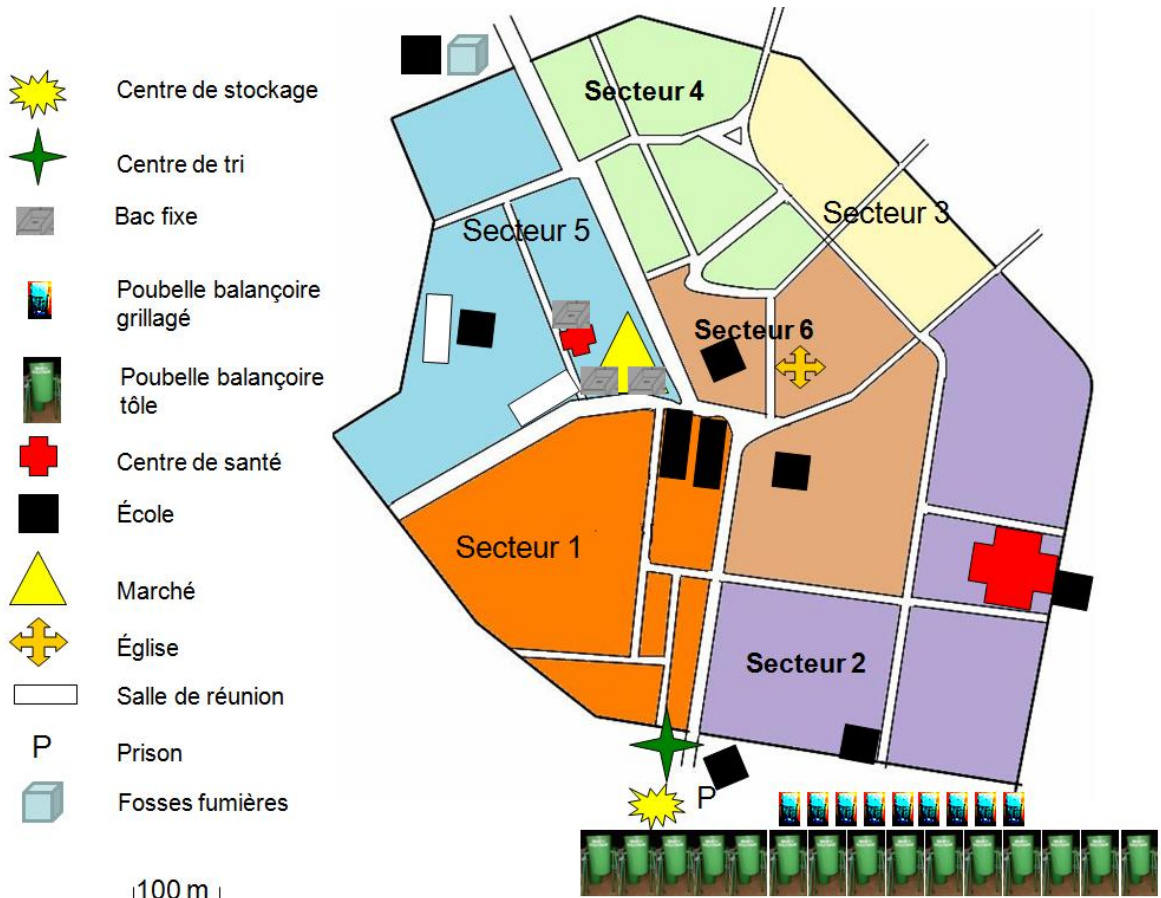 Centre de stockage
Centre de tri
Bac fixe
Poubelle balançoire
grillagé
Poubelle balançoire
tôle
Centre de santé
École
Marché
Église
Salle de réunion
P
Prison
Fosses fumières
100 m
Secteur 4
Secteur 3
Secteur 5
Secteur 6
Secteur 1
Secteur 2
P